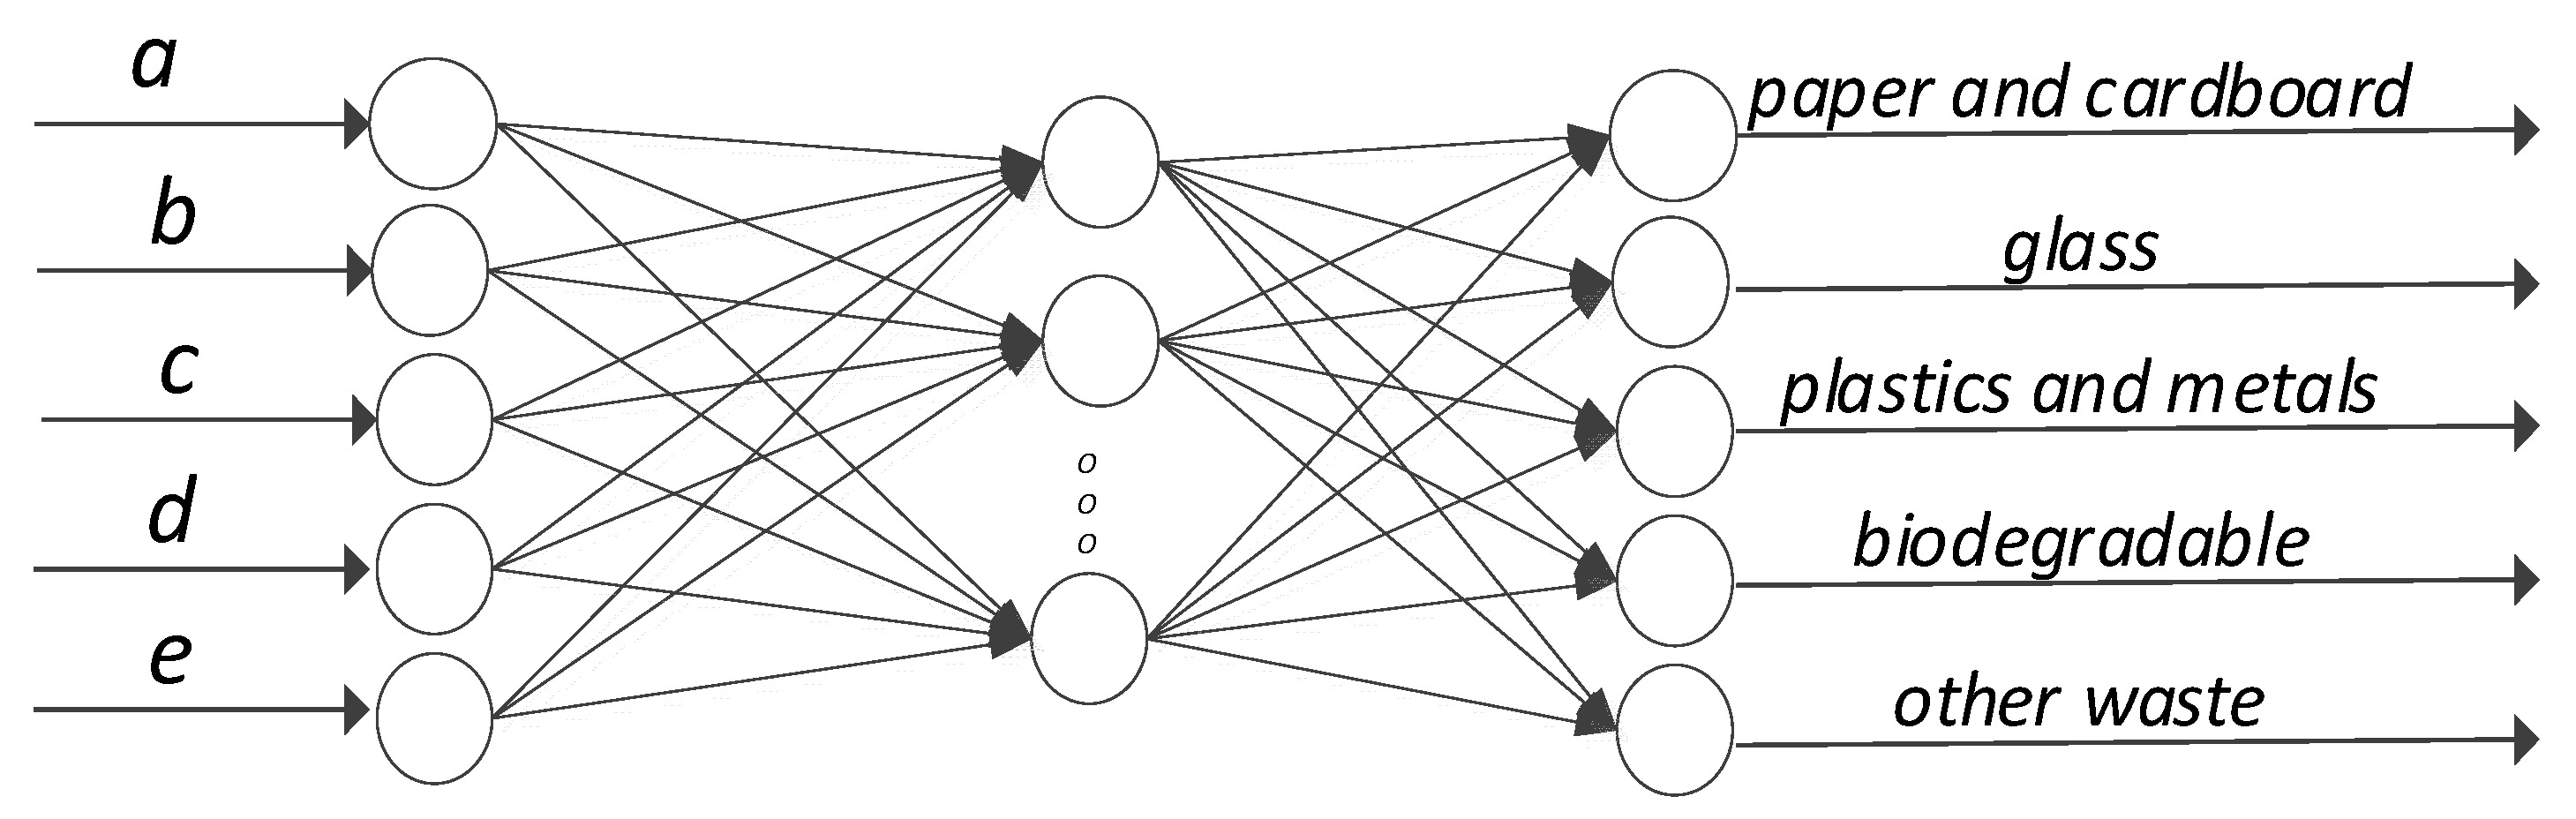 a
paper and cardboard
b
glass
c
plastics and metals
o
o
o
d
biodegradable
e
other waste